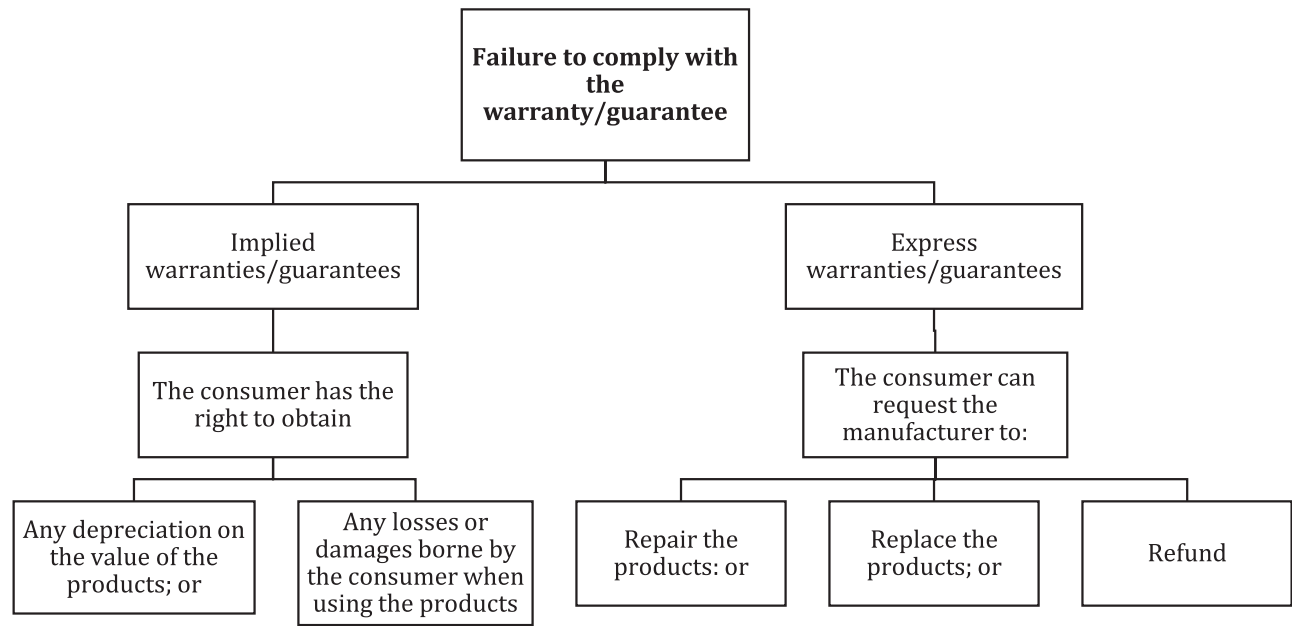 Failure to comply with
the
warranty/guarantee
Implied
warranties/guarantees
Express
warranties/guarantees
The consumer has the
right to obtain
The consumer can
request the
manufacturer to:
Any depreciation on
the value of the
products; or
Any losses or
damages borne by
the consumer when
using the products
Repair the
products: or
Replace the
products; or
Refund